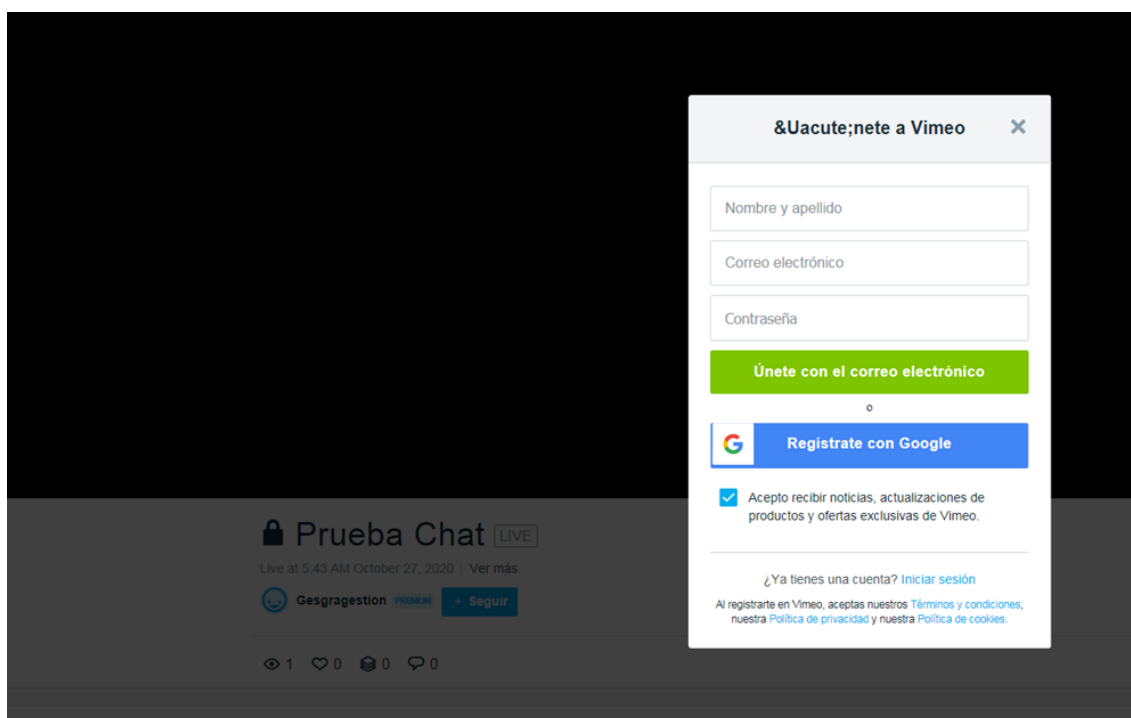 &Uacute;nete a Vimeo
Nombre y apellido
Correo electrónico
Contraseña
Únete con el correo electrónico
o
Regístrate con Google
Acepto recibir noticias, actualizaciones de
productos y ofertas exclusivas de Vimeo.
¿Ya tienes una cuenta? Iniciar sesión
Al registrarte en Vimeo, aceptas nuestros Términos y condiciones,
nuestra Política de privacidad y nuestra Política de cookies.
Prueba Chat LIVE
Live at 5:43 AM October 27, 2020 | Ver más
Gesgragestion PREMIUM + Seguir
1 0 0 0